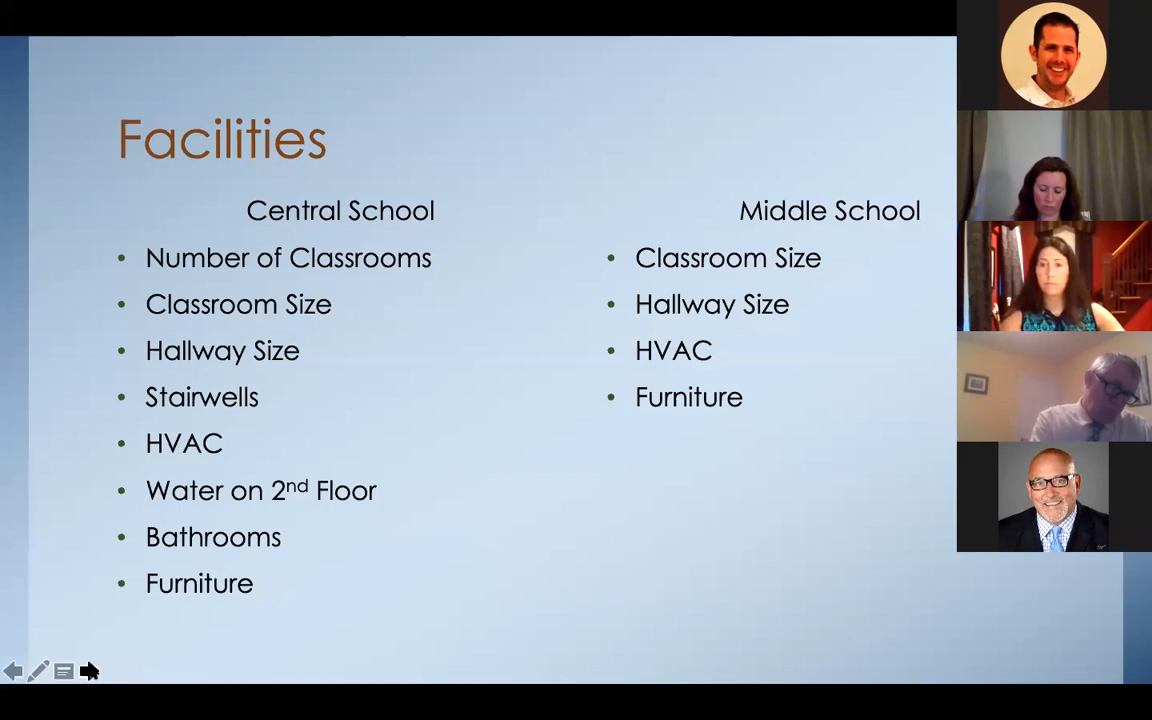 Facilities
Central School
• Number of Classrooms
• Classroom Size
• Hallway Size
• Stairwells
• HVAC
• Water on 2nd Floor
• Bathrooms
• Furniture
Middle School
• Classroom Size
• Hallway Size
• HVAC
• Furniture